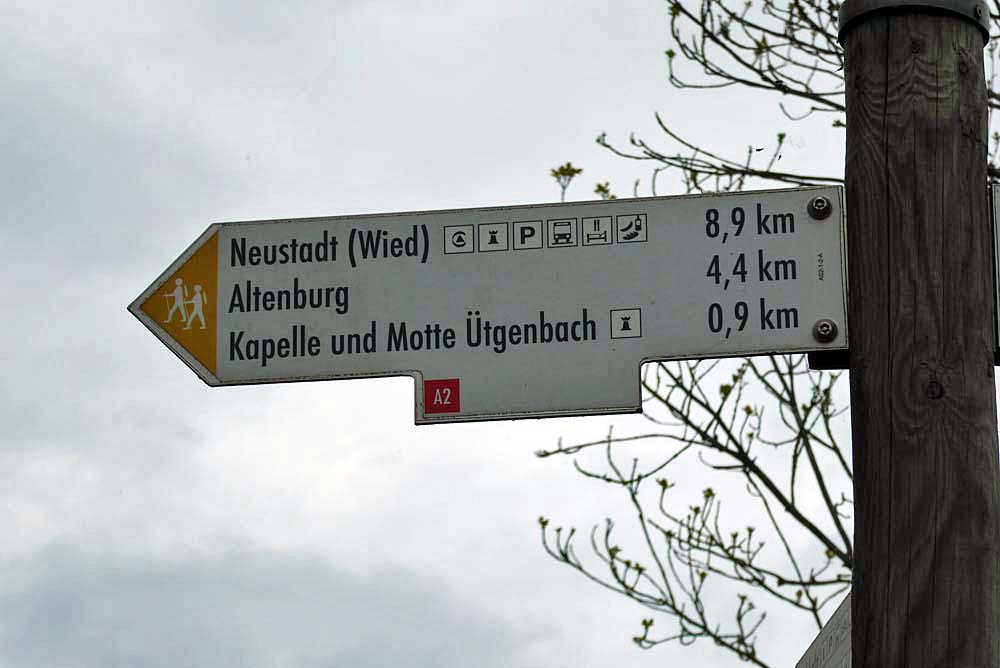 Neustadt (Wied) P 8,9 km
Altenburg 4,4 km
Kapelle und Motte Ütgenbach 0,9 km
A2